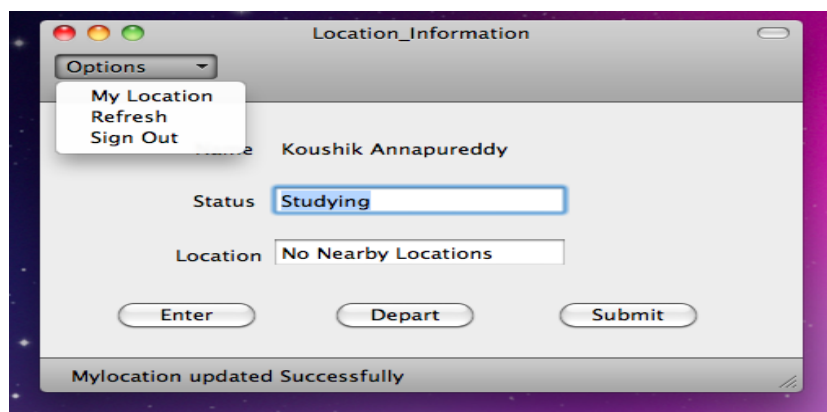 Location_Information
Options
My Location
Refresh
Sign Out
Koushik Annapureddy
Status Studying
Location No Nearby Locations
Enter Depart Submit
Mylocation updated Successfully